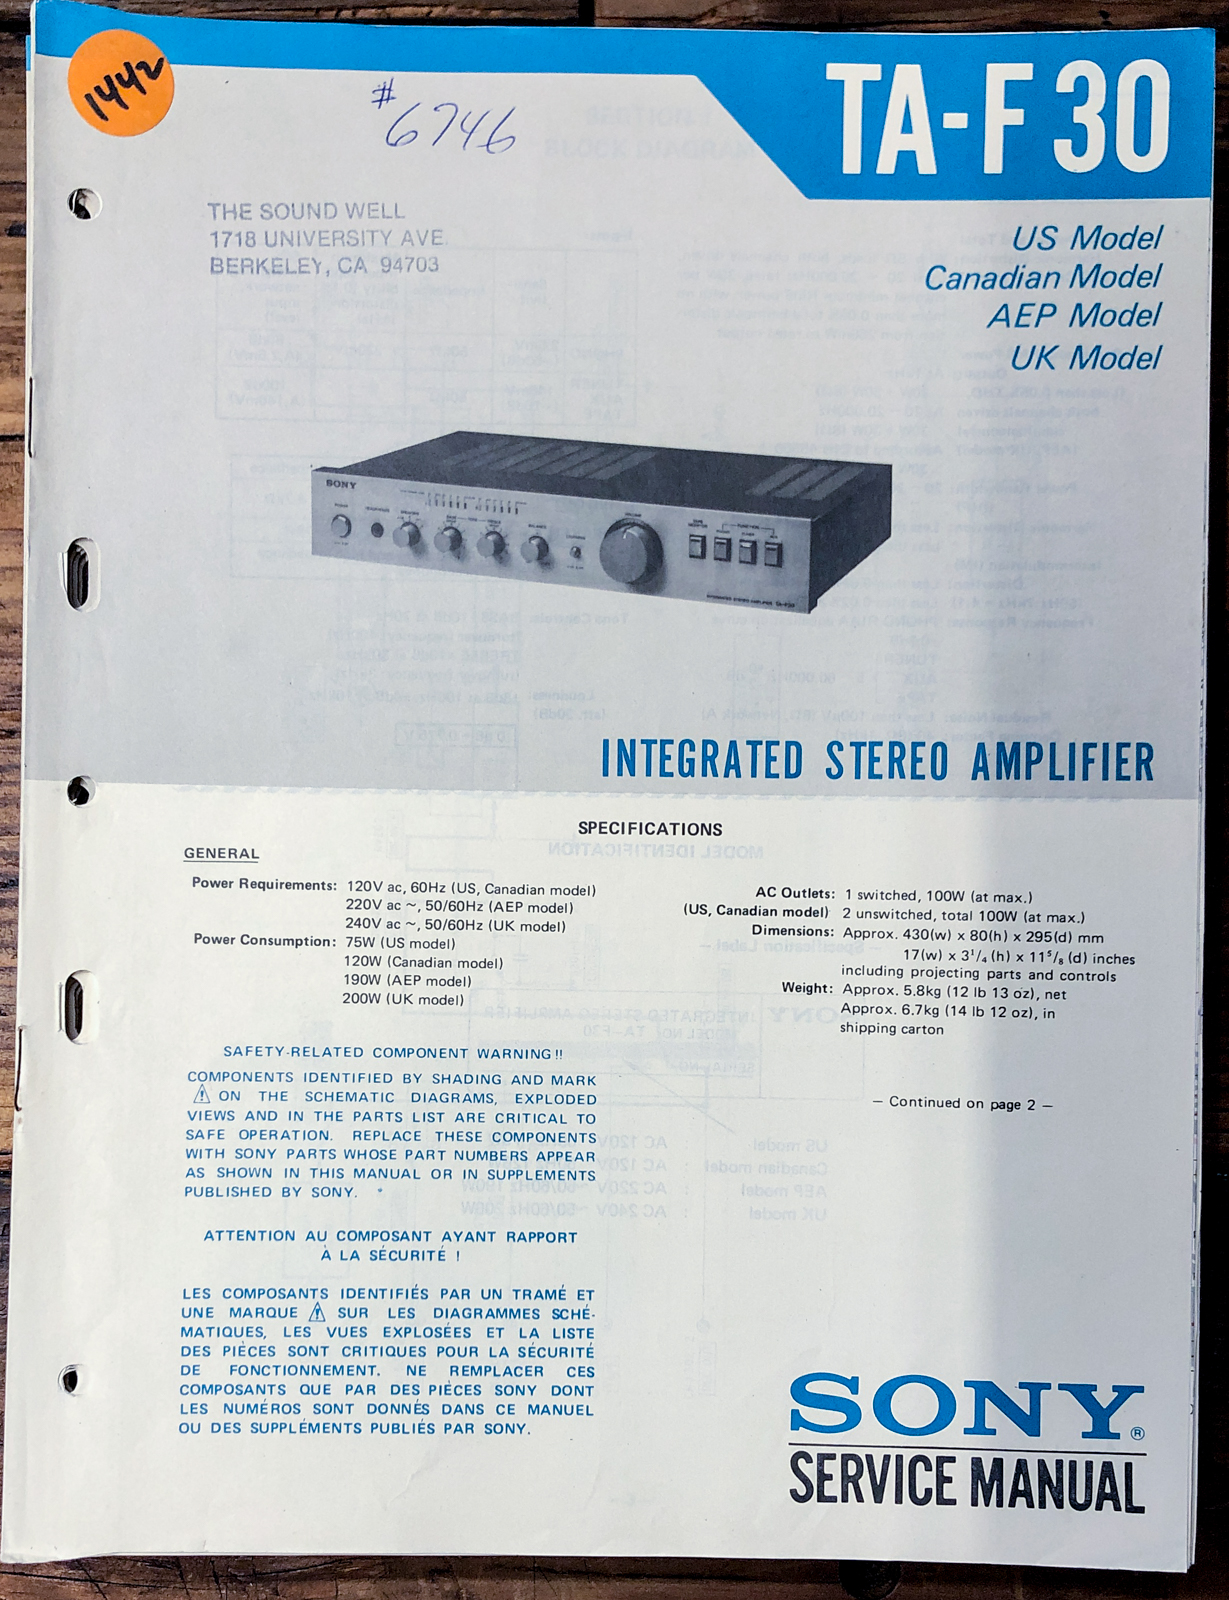 1442
#6746
TA-F30
THE SOUND WELL
1718 UNIVERSITY AVE.
BERKELEY, CA 94703
US Model
Canadian Model
AEP Model
UK Model
SONY
INTEGRATED STEREO AMPLIFIER
SPECIFICATIONS
GENERAL
Power Requirements: 120V ac, 60Hz (US, Canadian model)
220V ac ~, 50/60Hz (AEP model)
240V ac ~, 50/60Hz (UK model)
Power Consumption: 75W (US model)
120W (Canadian model)
190W (AEP model)
200W (UK model)
SAFETY-RELATED COMPONENT WARNING!!
COMPONENTS IDENTIFIED BY SHADING AND MARK
⚠ ON THE SCHEMATIC DIAGRAMS, EXPLODED
VIEWS AND IN THE PARTS LIST ARE CRITICAL TO
SAFE OPERATION. REPLACE THESE COMPONENTS
WITH SONY PARTS WHOSE PART NUMBERS APPEAR
AS SHOWN IN THIS MANUAL OR IN SUPPLEMENTS
PUBLISHED BY SONY.
ATTENTION AU COMPOSANT AYANT RAPPORT
À LA SÉCURITÉ !
LES COMPOSANTS IDENTIFIÉS PAR UN TRAMÉ ET
UNE MARQUE ⚠ SUR LES DIAGRAMMES SCHÉ-
MATIQUES, LES VUES EXPLOSÉES ET LA LISTE
DES PIÈCES SONT CRITIQUES POUR LA SÉCURITÉ
DE FONCTIONNEMENT. NE REMPLACER CES
COMPOSANTS QUE PAR DES PIÈCES SONY DONT
LES NUMÉROS SONT DONNÉS DANS CE MANUEL
OU DES SUPPLÉMENTS PUBLIÉS PAR SONY.
AC Outlets: 1 switched, 100W (at max.)
(US, Canadian model) 2 unswitched, total 100W (at max.)
Dimensions: Approx. 430(w) x 80(h) x 295(d) mm
17(w) x 3 1/4 (h) x 11 5/8 (d) inches
including projecting parts and controls
Weight: Approx. 5.8kg (12 lb 13 oz), net
Approx. 6.7kg (14 lb 12 oz), in
shipping carton
— Continued on page 2 —
SONY®
SERVICE MANUAL